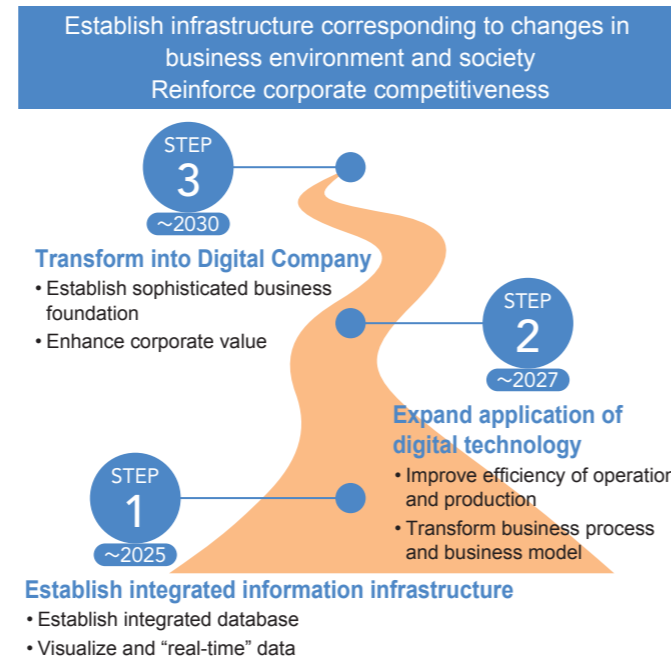 Establish infrastructure corresponding to changes in
business environment and society
Reinforce corporate competitiveness
STEP
3
～2030
Transform into Digital Company
• Establish sophisticated business
foundation
• Enhance corporate value
STEP
2
～2027
Expand application of
digital technology
• Improve efficiency of operation
and production
• Transform business process
and business model
STEP
1
～2025
Establish integrated information infrastructure
• Establish integrated database
• Visualize and “real-time” data